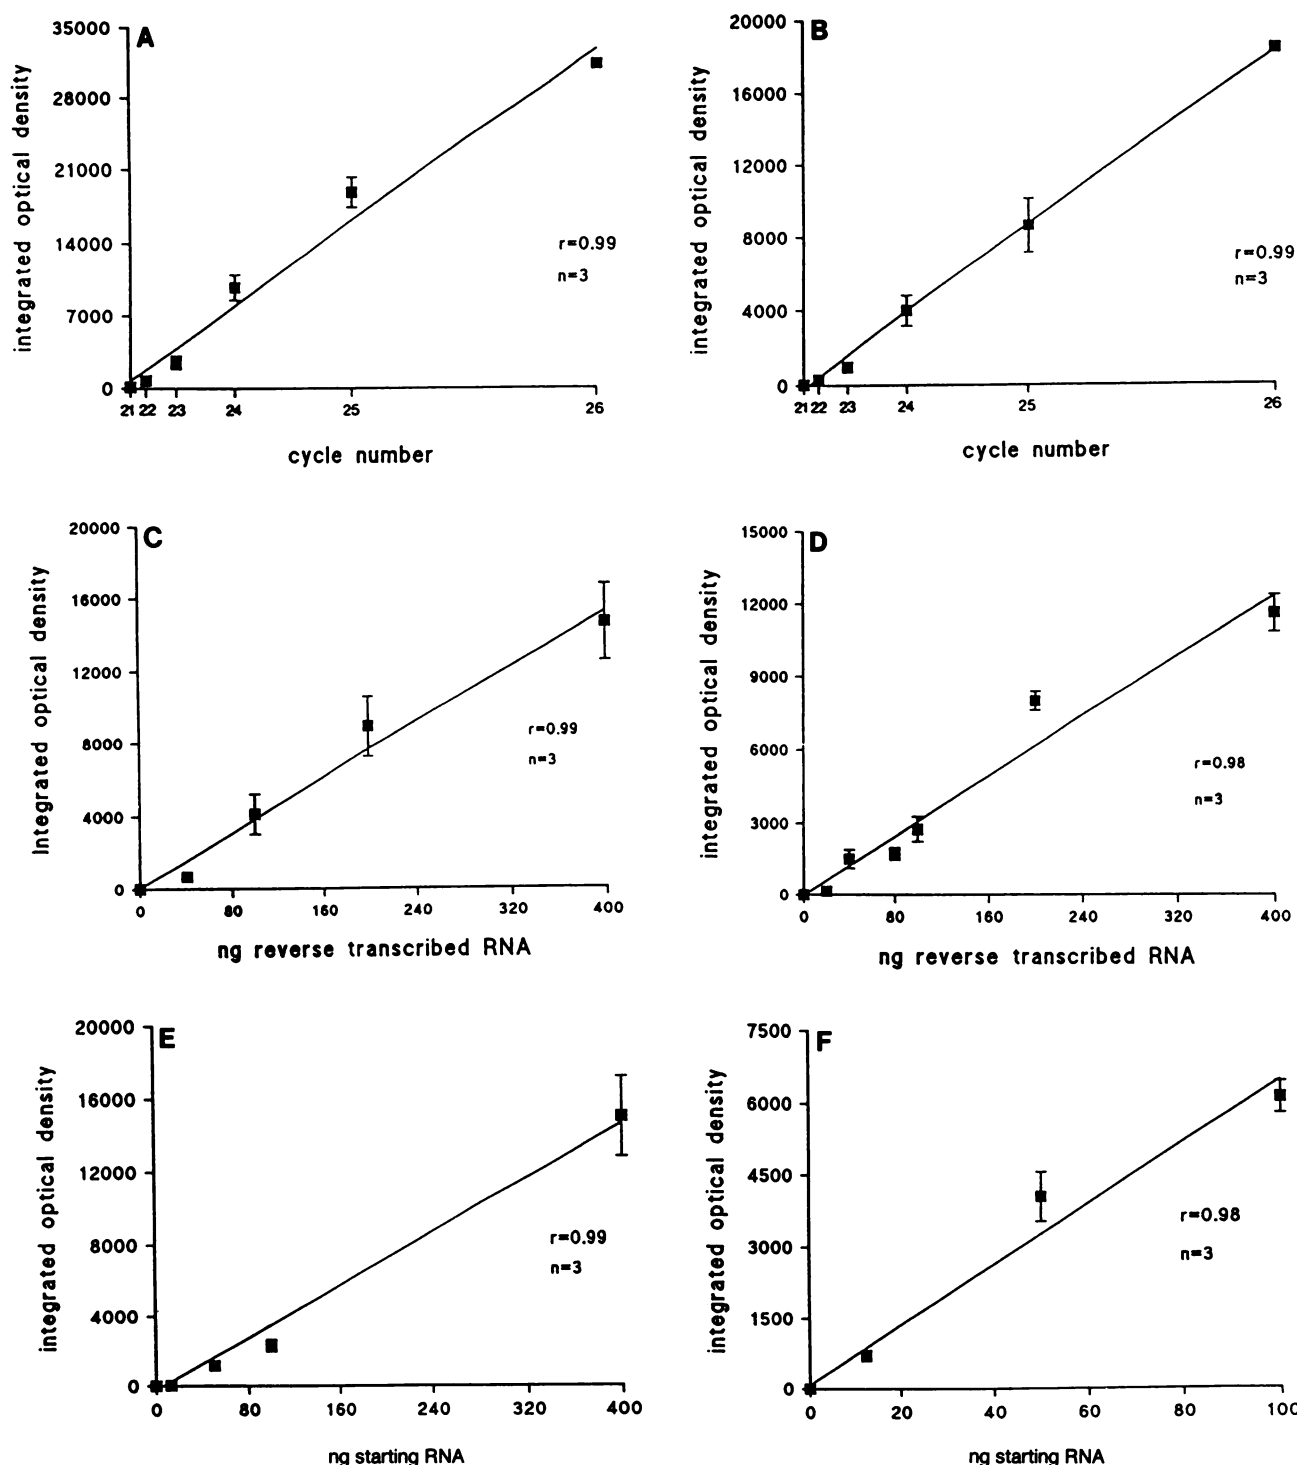 A
integrated optical density
35000
28000
21000
14000
7000
0
r=0.99
n=3
21 22 23 24 25 26
cycle number
B
integrated optical density
20000
16000
12000
8000
4000
0
r=0.99
n=3
21 22 23 24 25 26
cycle number
C
Integrated optical density
20000
16000
12000
8000
4000
0
r=0.99
n=3
0 80 160 240 320 400
ng reverse transcribed RNA
D
integrated optical density
15000
12000
9000
6000
3000
0
r=0.98
n=3
0 80 160 240 320 400
ng reverse transcribed RNA
E
integrated optical density
20000
16000
12000
8000
4000
0
r=0.99
n=3
0 80 160 240 320 400
ng starting RNA
F
integrated optical density
7500
6000
4500
3000
1500
0
r=0.98
n=3
0 20 40 60 80 100
ng starting RNA